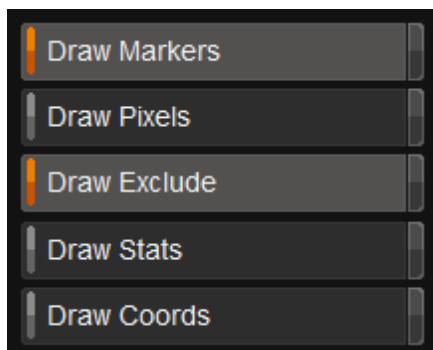 Draw Markers
Draw Pixels
Draw Exclude
Draw Stats
Draw Coords